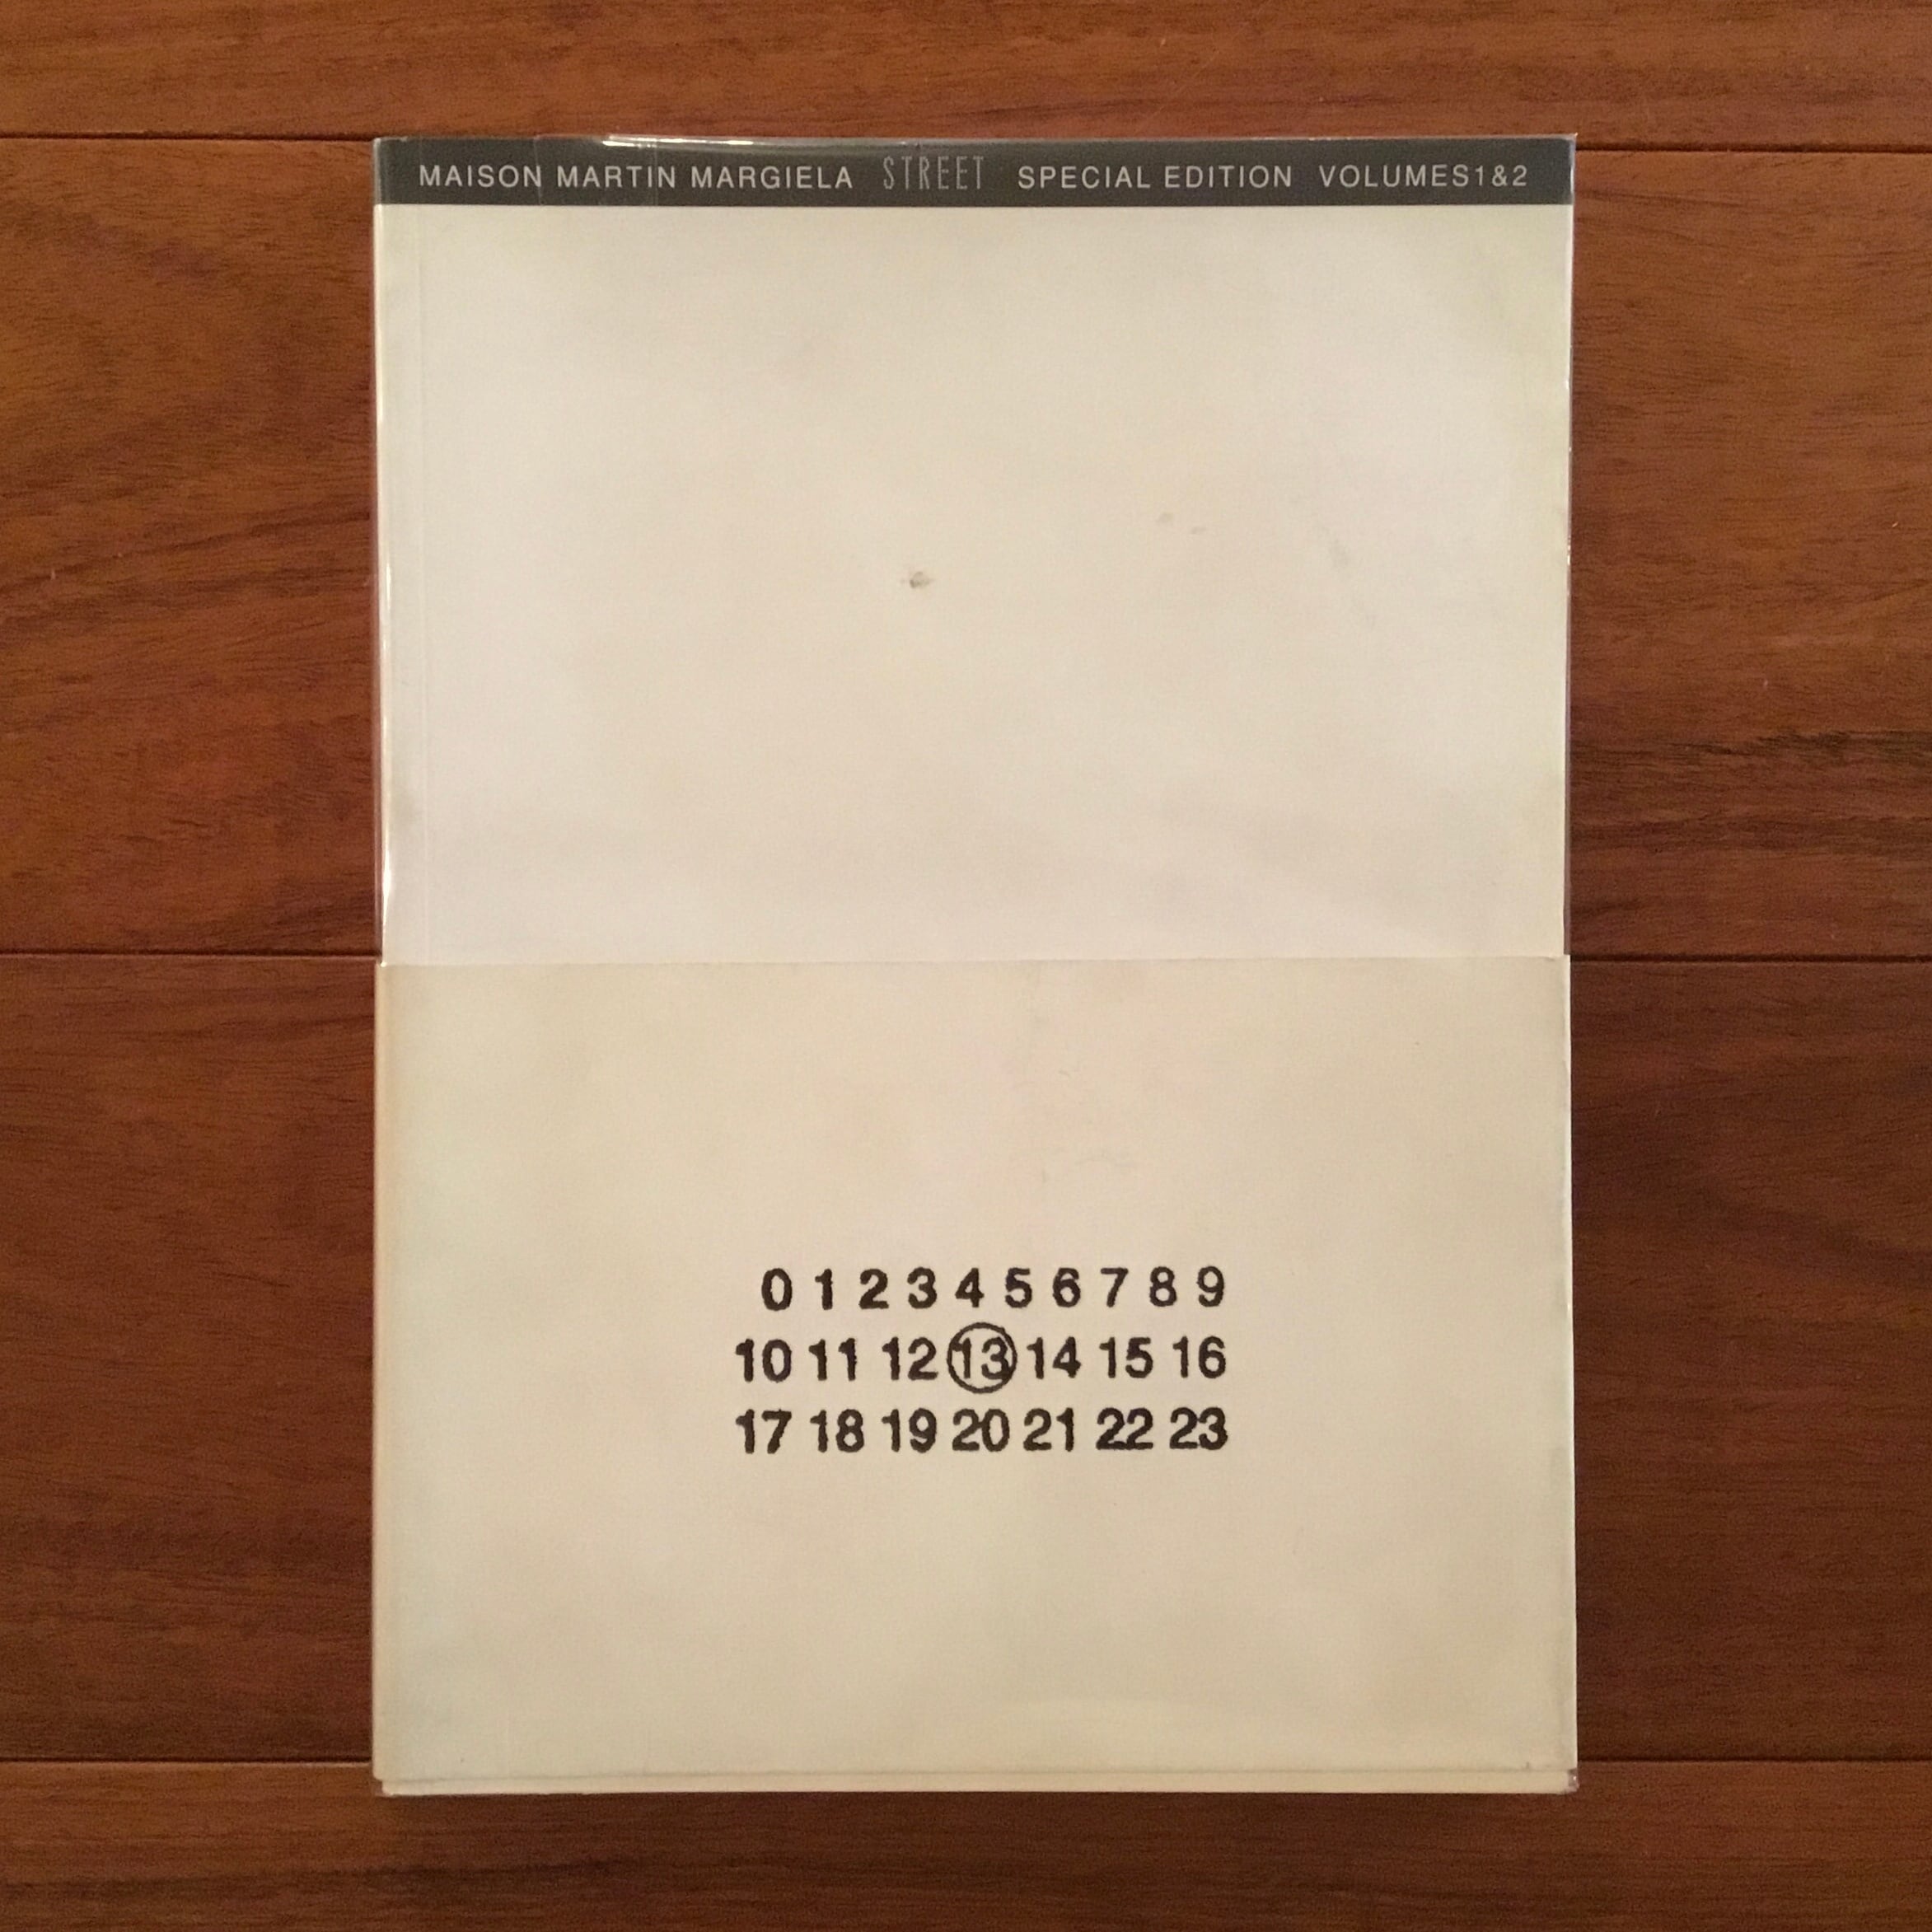 MAISON MARTIN MARGIELA STREET SPECIAL EDITION VOLUMES1&2
0 1 2 3 4 5 6 7 8 9
10 11 12 13 14 15 16
17 18 19 20 21 22 23